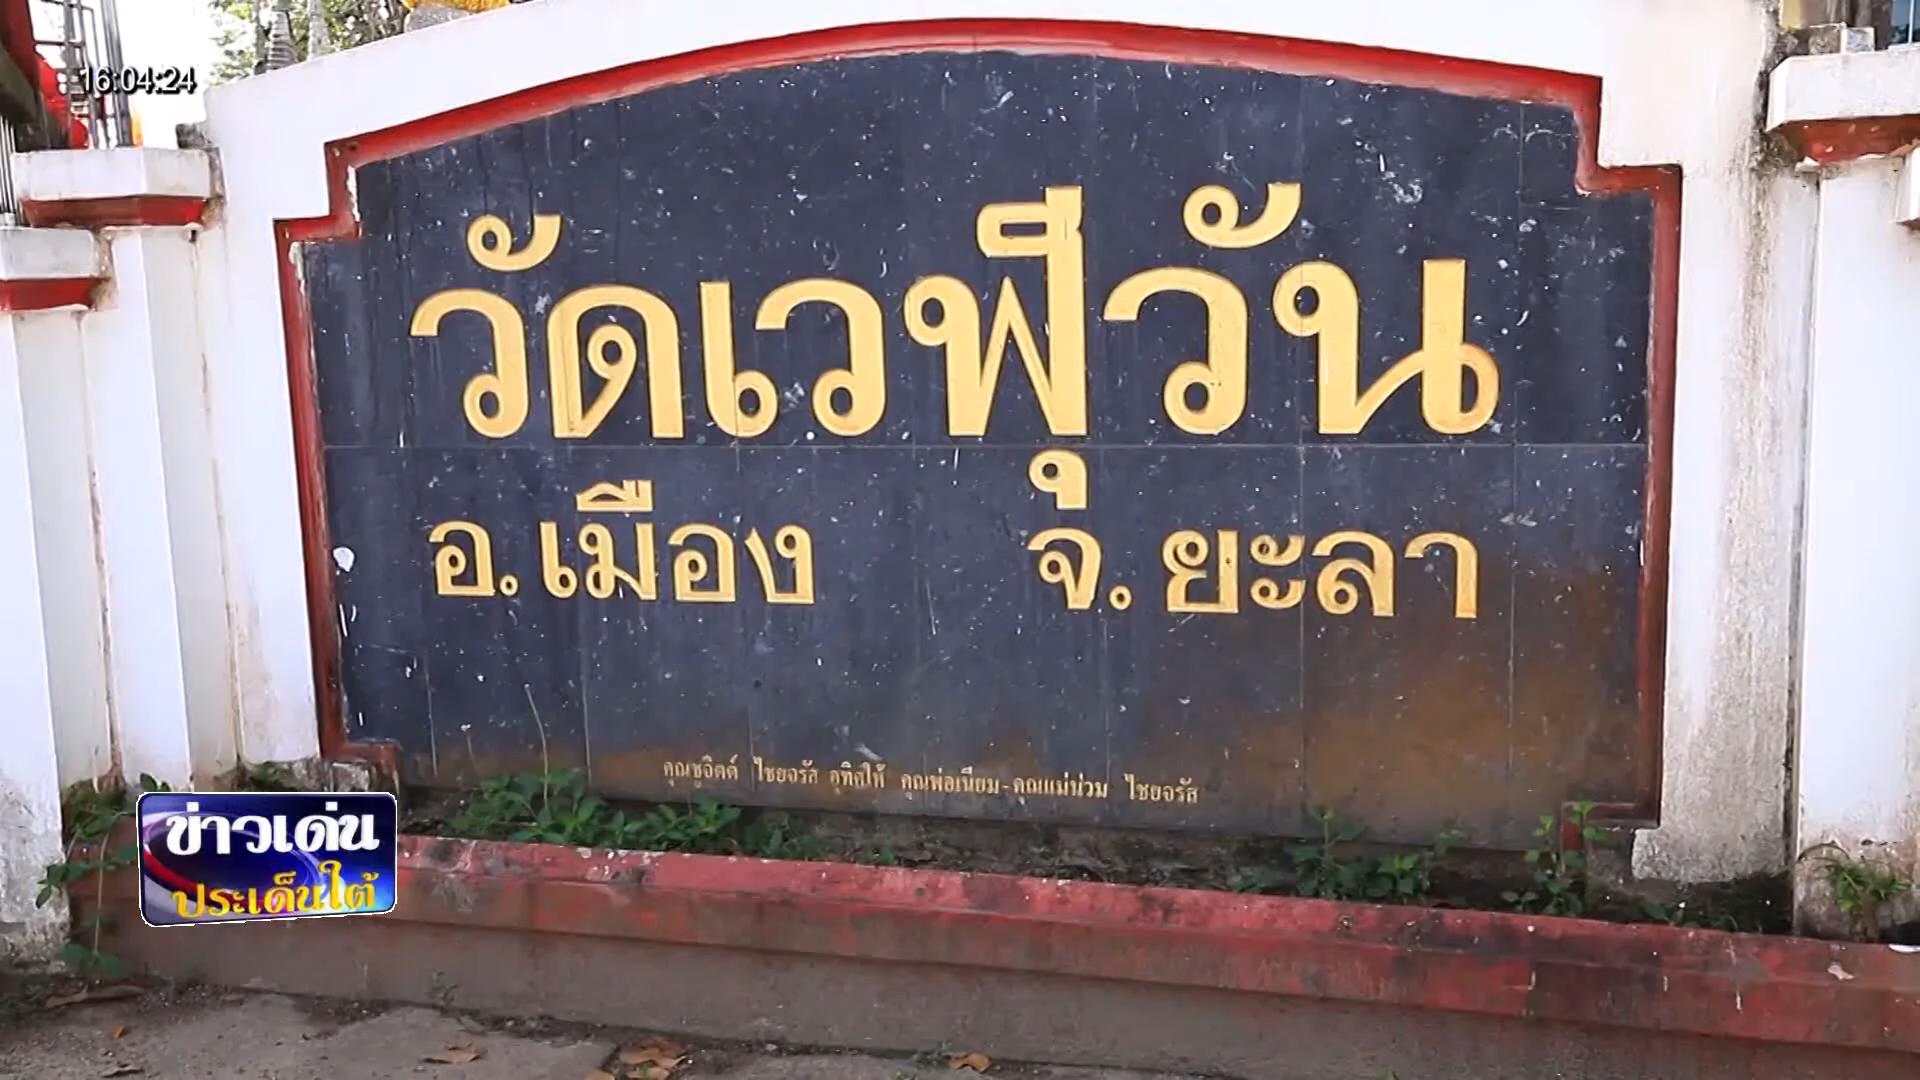 16:04:24
วัดเวฬุวัน
อ.เมือง จ.ยะลา
คุณชูจิตต์ ไชยจรัส อุทิศให้ คุณพ่อเนียม-คุณแม่น่วม ไชยจรัส
ข่าวเด่น
ประเด็นใต้